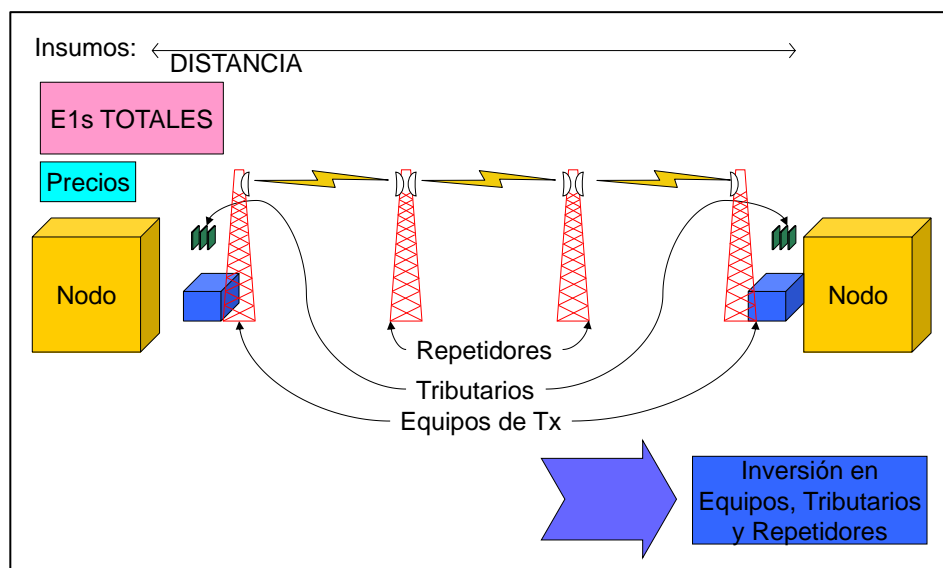 Insumos:
DISTANCIA
E1s TOTALES
Precios
Nodo
Nodo
Repetidores
Tributarios
Equipos de Tx
Inversión en
Equipos, Tributarios
y Repetidores